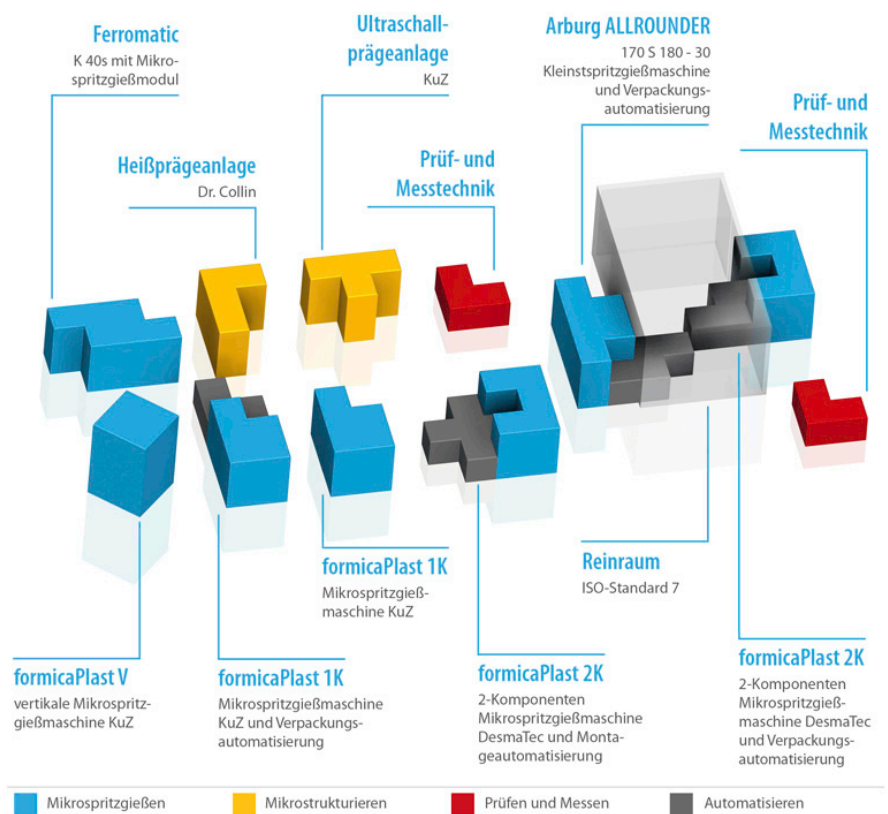 Ferromatic
K 40s mit Mikro-
spritzgießmodul
Ultraschall-
prägeanlage
KuZ
Arburg ALLROUNDER
170 S 180 - 30
Kleinstspritzgießmaschine
und Verpackungs-
automatisierung
Prüf- und
Messtechnik
Heißprägeanlage
Dr. Collin
Prüf- und
Messtechnik
formicaPlast 1K
Mikrospritzgieß-
maschine KuZ
Reinraum
ISO-Standard 7
formicaPlast V
vertikale Mikrospritz-
gießmaschine KuZ
formicaPlast 1K
Mikrospritzgießmaschine
KuZ und Verpackungs-
automatisierung
formicaPlast 2K
2-Komponenten
Mikrospritzgießmaschine
DesmaTec und Monta-
geautomatisierung
formicaPlast 2K
2-Komponenten
Mikrospritzgieß-
maschine DesmaTec
und Verpackungs-
automatisierung
Mikrospritzgießen
Mikrostrukturieren
Prüfen und Messen
Automatisieren